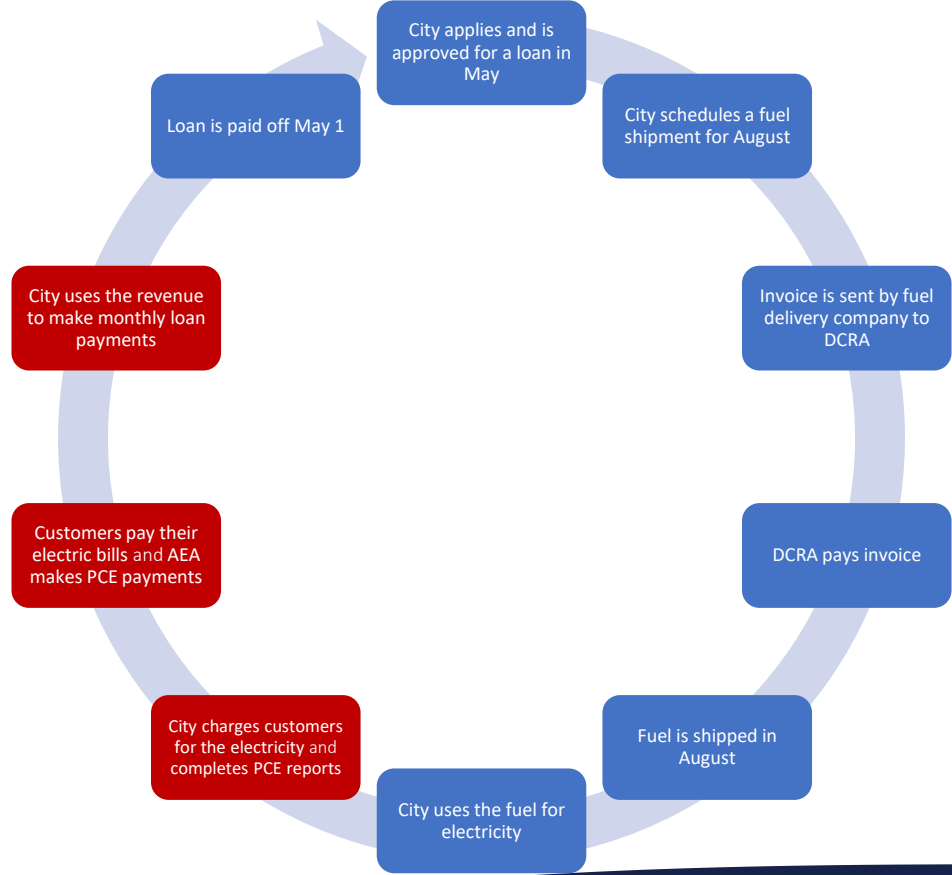 City applies and is
approved for a loan in
May
City schedules a fuel
shipment for August
Invoice is sent by fuel
delivery company to
DCRA
DCRA pays invoice
Fuel is shipped in
August
City uses the fuel for
electricity
City charges customers
for the electricity and
completes PCE reports
Customers pay their
electric bills and AEA
makes PCE payments
City uses the revenue
to make monthly loan
payments
Loan is paid off May 1